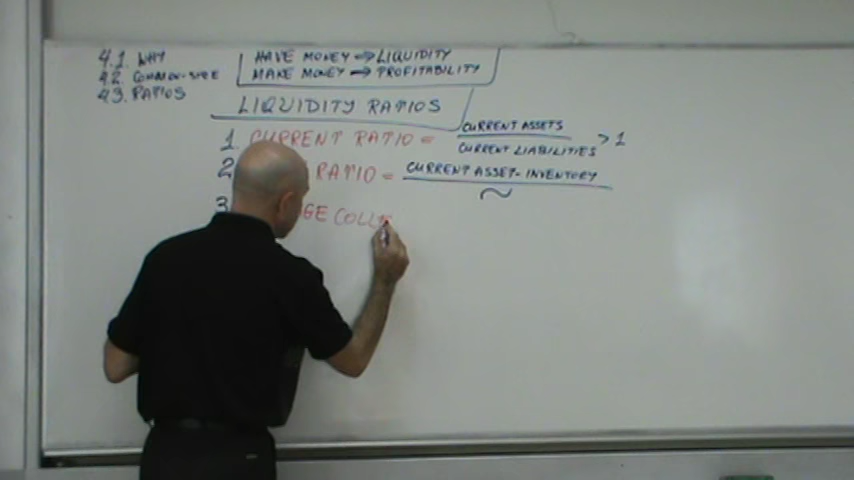 4.1. WHY
4.2. COMMON-SIZE
4.3. RATIOS
HAVE MONEY → LIQUIDITY
MAKE MONEY → PROFITABILITY
LIQUIDITY RATIOS
1. CURRENT RATIO = CURRENT ASSETS
CURRENT LIABILITIES > 1
2 RATIO = CURRENT ASSET - INVENTORY
~
3 GE COLLE